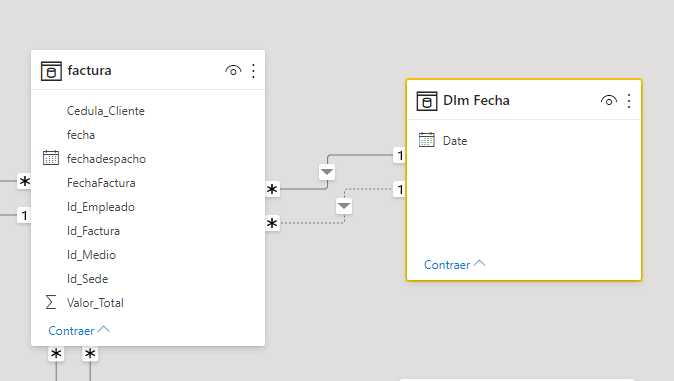 factura
Cedula_Cliente
fecha
fechadespacho
FechaFactura
Id_Empleado
Id_Factura
Id_Medio
Id_Sede
Σ Valor_Total
Contraer
*
1
*
*
*
*
1
1
DIm Fecha
Date
Contraer